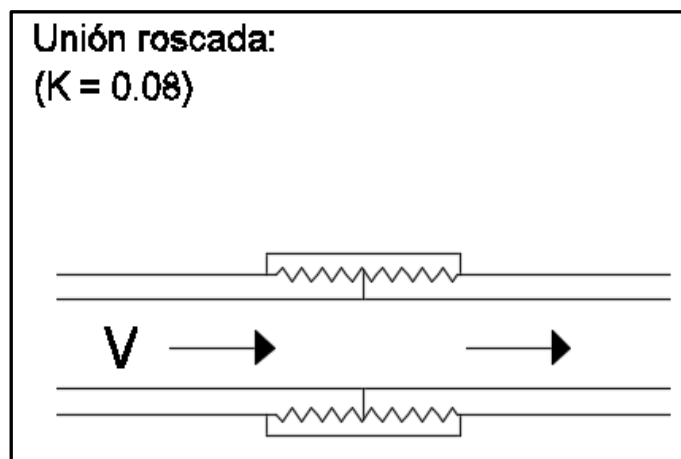 Unión roscada:
(K = 0.08)
V